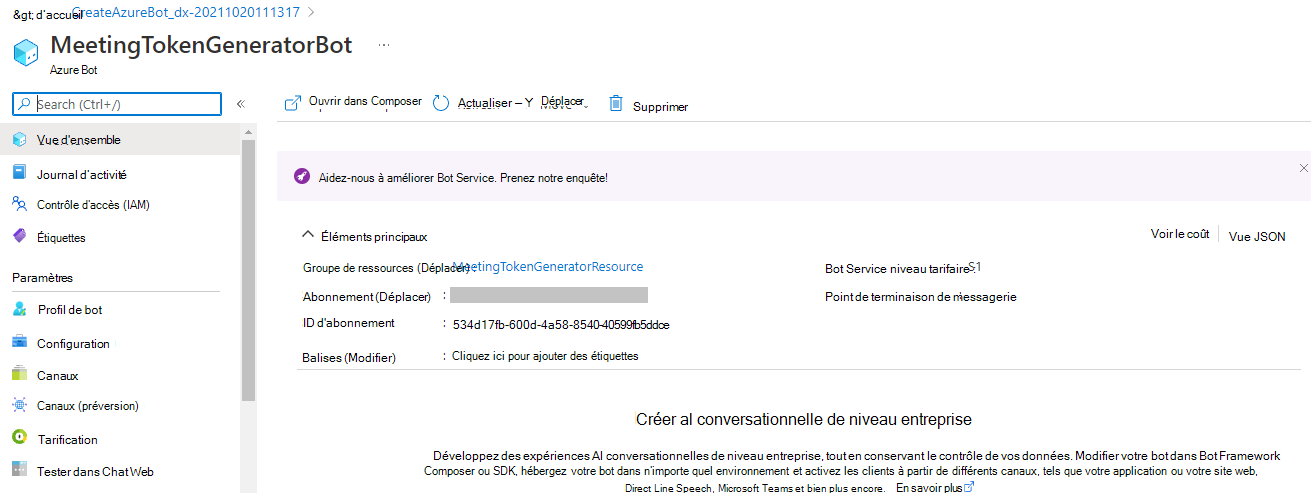 &gt; d'accueil CreateAzureBot_dx-20211020111317 >
MeetingTokenGeneratorBot ...
Azure Bot
Search (Ctrl+/) «
Ouvrir dans Composer Actualiser – Y Déplacer Supprimer
Vue d'ensemble
Journal d'activité
Contrôle d'accès (IAM)
Étiquettes
Paramètres
Profil de bot
Configuration
Canaux
Canaux (préversion)
Tarification
Tester dans Chat Web
Aidez-nous à améliorer Bot Service. Prenez notre enquête!
Éléments principaux
Voir le coût Vue JSON
Groupe de ressources (Déplacer) : MeetingTokenGeneratorResource
Abonnement (Déplacer) :
ID d'abonnement : 534d17fb-600d-4a58-8540-40599fb5ddce
Balises (Modifier) : Cliquez ici pour ajouter des étiquettes
Bot Service niveau tarifaire : S1
Point de terminaison de messagerie :
Créer al conversationnelle de niveau entreprise
Développez des expériences AI conversationnelles de niveau entreprise, tout en conservant le contrôle de vos données. Modifier votre bot dans Bot Framework
Composer ou SDK, hébergez votre bot dans n'importe quel environnement et activez les clients à partir de différents canaux, tels que votre application ou votre site web,
Direct Line Speech, Microsoft Teams et bien plus encore. En savoir plus